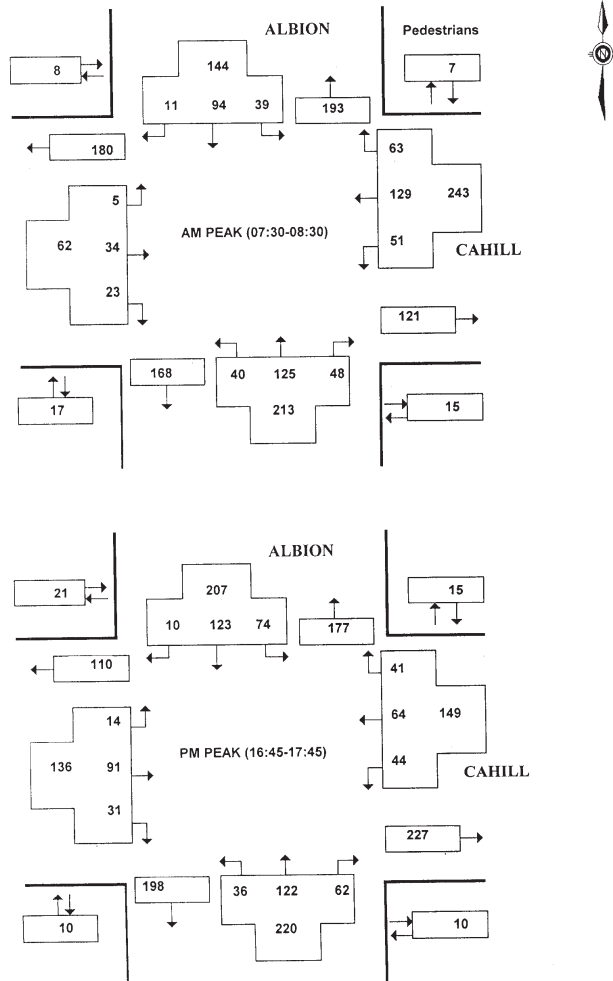 ALBION
Pedestrians
N
8
144
7
11 94 39
193
180
63
5
129 243
62 34
AM PEAK (07:30-08:30)
51
CAHILL
23
121
168
40 125 48
17
213
15
ALBION
21
207
15
10 123 74
177
110
41
14
64 149
136 91
PM PEAK (16:45-17:45)
44
CAHILL
31
227
198
36 122 62
10
220
10